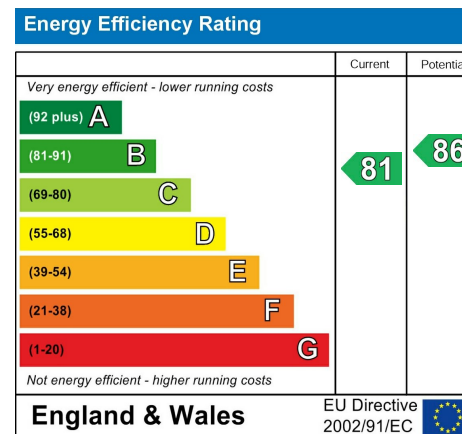 Energy Efficiency Rating
Current Potentia
Very energy efficient - lower running costs
(92 plus) A
(81-91) B
86
81
(69-80) C
(55-68) D
(39-54) E
(21-38) F
(1-20) G
Not energy efficient - higher running costs
England & Wales
EU Directive
2002/91/EC